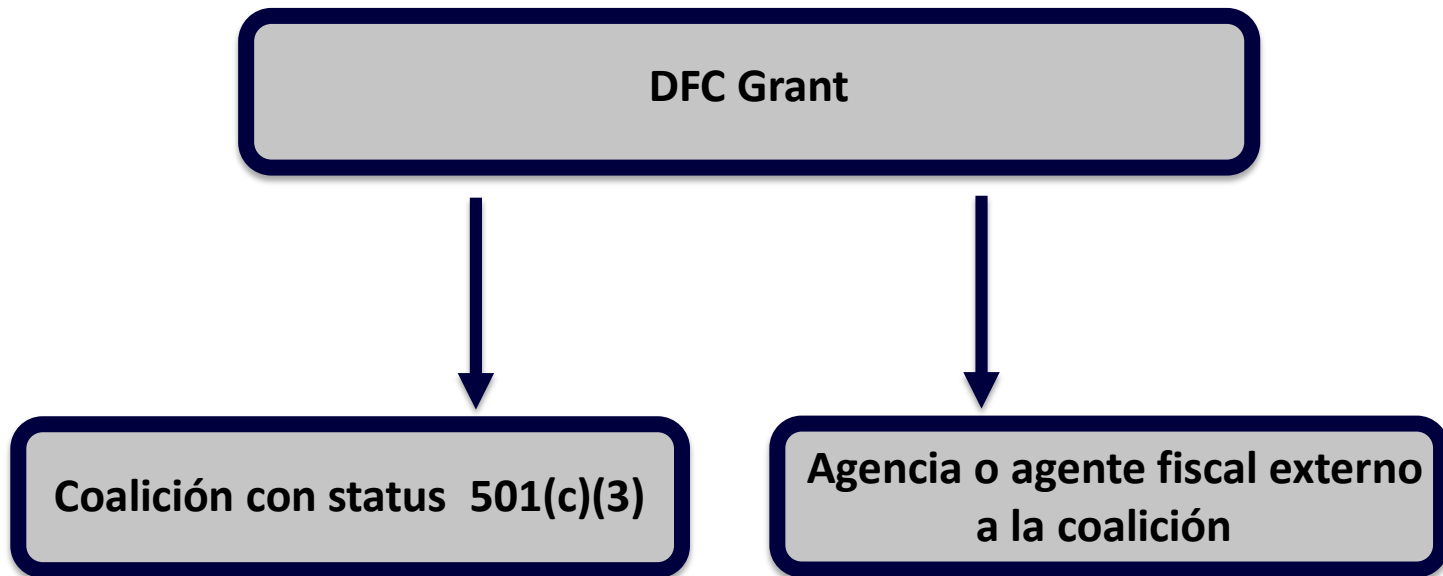 DFC Grant
Coalición con status 501(c)(3)
Agencia o agente fiscal externo
a la coalición